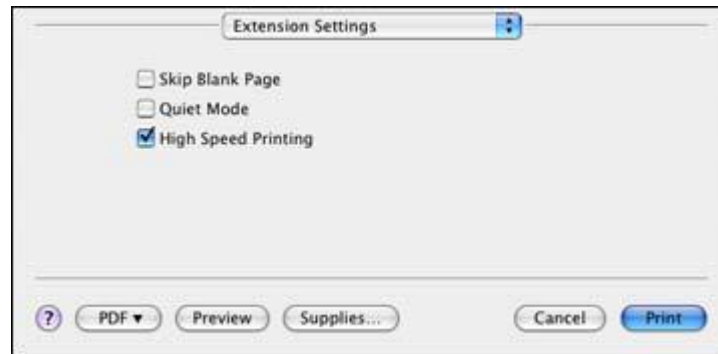 Extension Settings
Skip Blank Page
Quiet Mode
High Speed Printing
? PDF ▼ Preview Supplies... Cancel Print